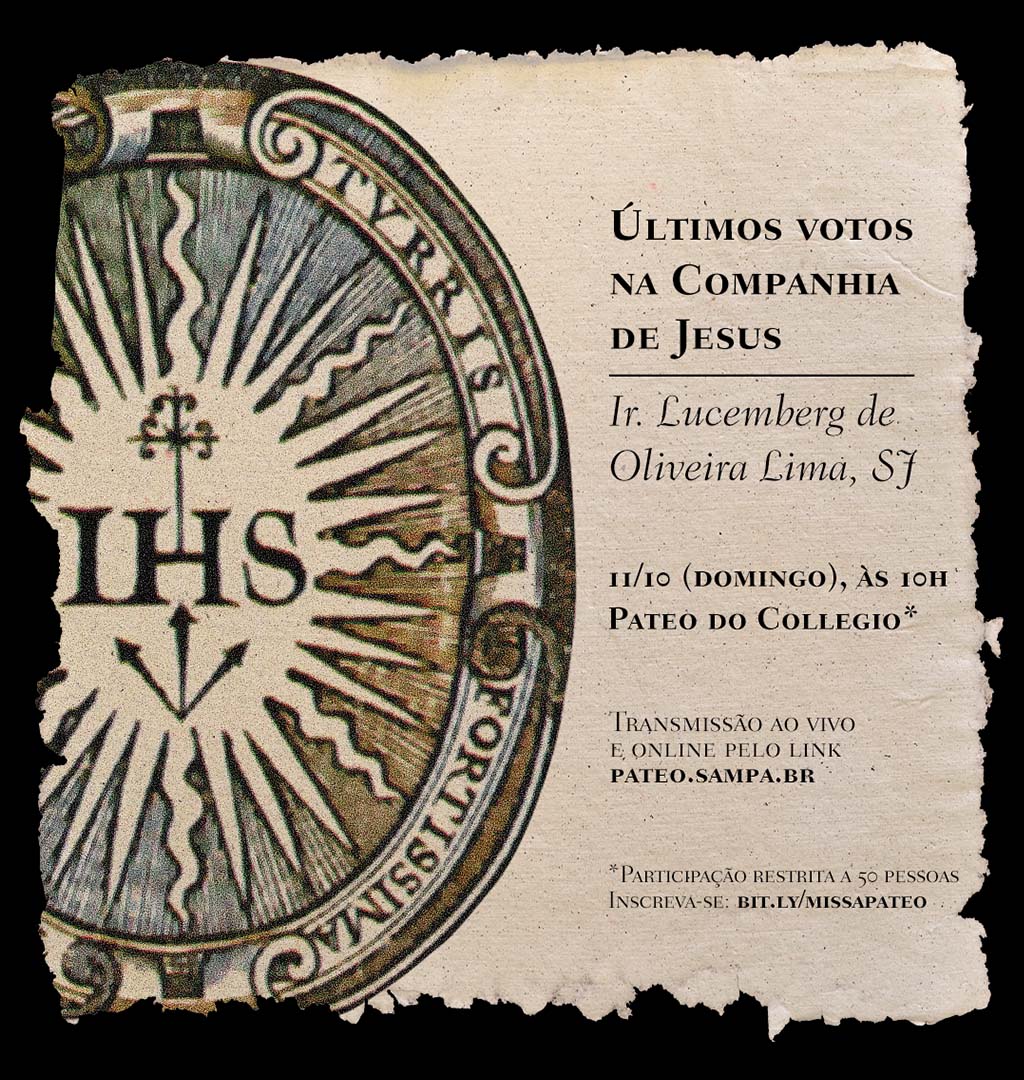 TVRRIS
FORTISSIMA
IHS
Últimos votos
na Companhia
de Jesus
Ir. Lucemberg de
Oliveira Lima, SJ
11/10 (domingo), às 10h
Pateo do Collegio*
Transmissão ao vivo
e online pelo link
pateo.sampa.br
*Participação restrita a 50 pessoas
Inscreva-se: bit.ly/missapateo